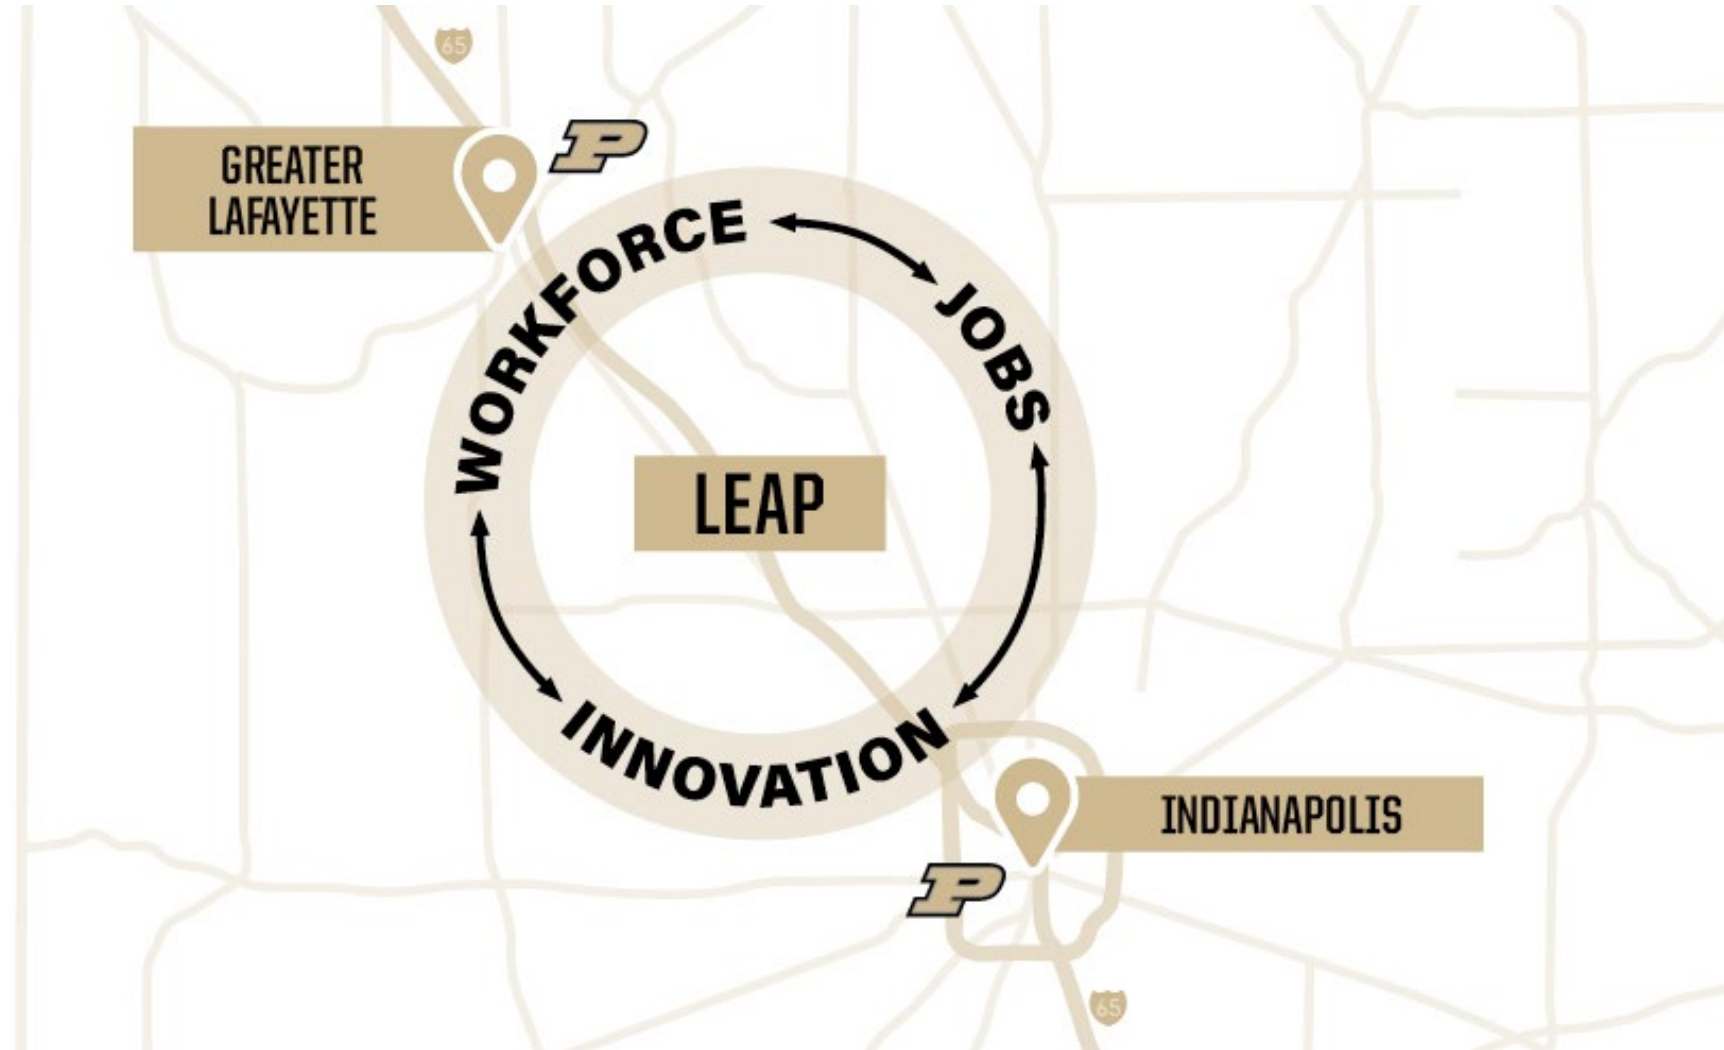 65
GREATER
LAFAYETTE
P
WORKFORCE
JOBS
LEAP
INNOVATION
INDIANAPOLIS
P
65